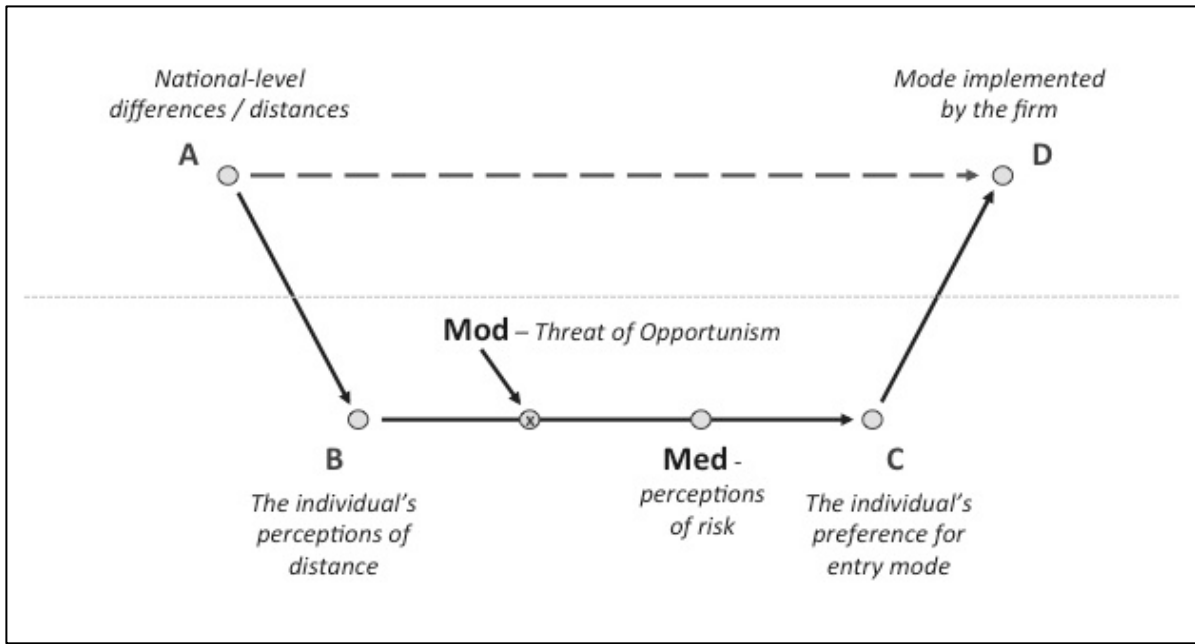 National-level
differences / distances
A
Mode implemented
by the firm
D
Mod – Threat of Opportunism
x
B
The individual's
perceptions of
distance
Med -
perceptions
of risk
C
The individual's
preference for
entry mode